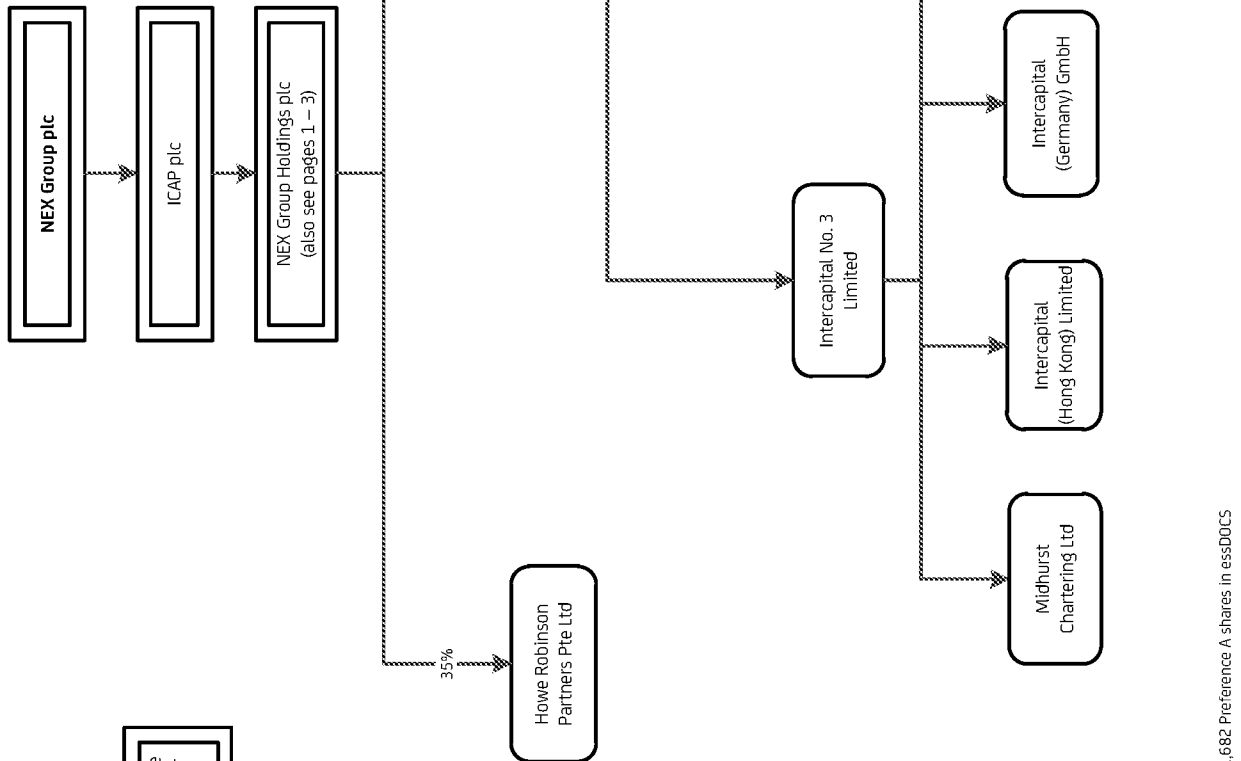 NEX Group plc
ICAP plc
NEX Group Holdings plc
(also see pages 1 – 3)
35%
Howe Robinson
Partners Pte Ltd
Intercapital No. 3
Limited
Midhurst
Chartering Ltd
Intercapital
(Hong Kong) Limited
Intercapital
(Germany) GmbH
,682 Preference A shares in essDOCS